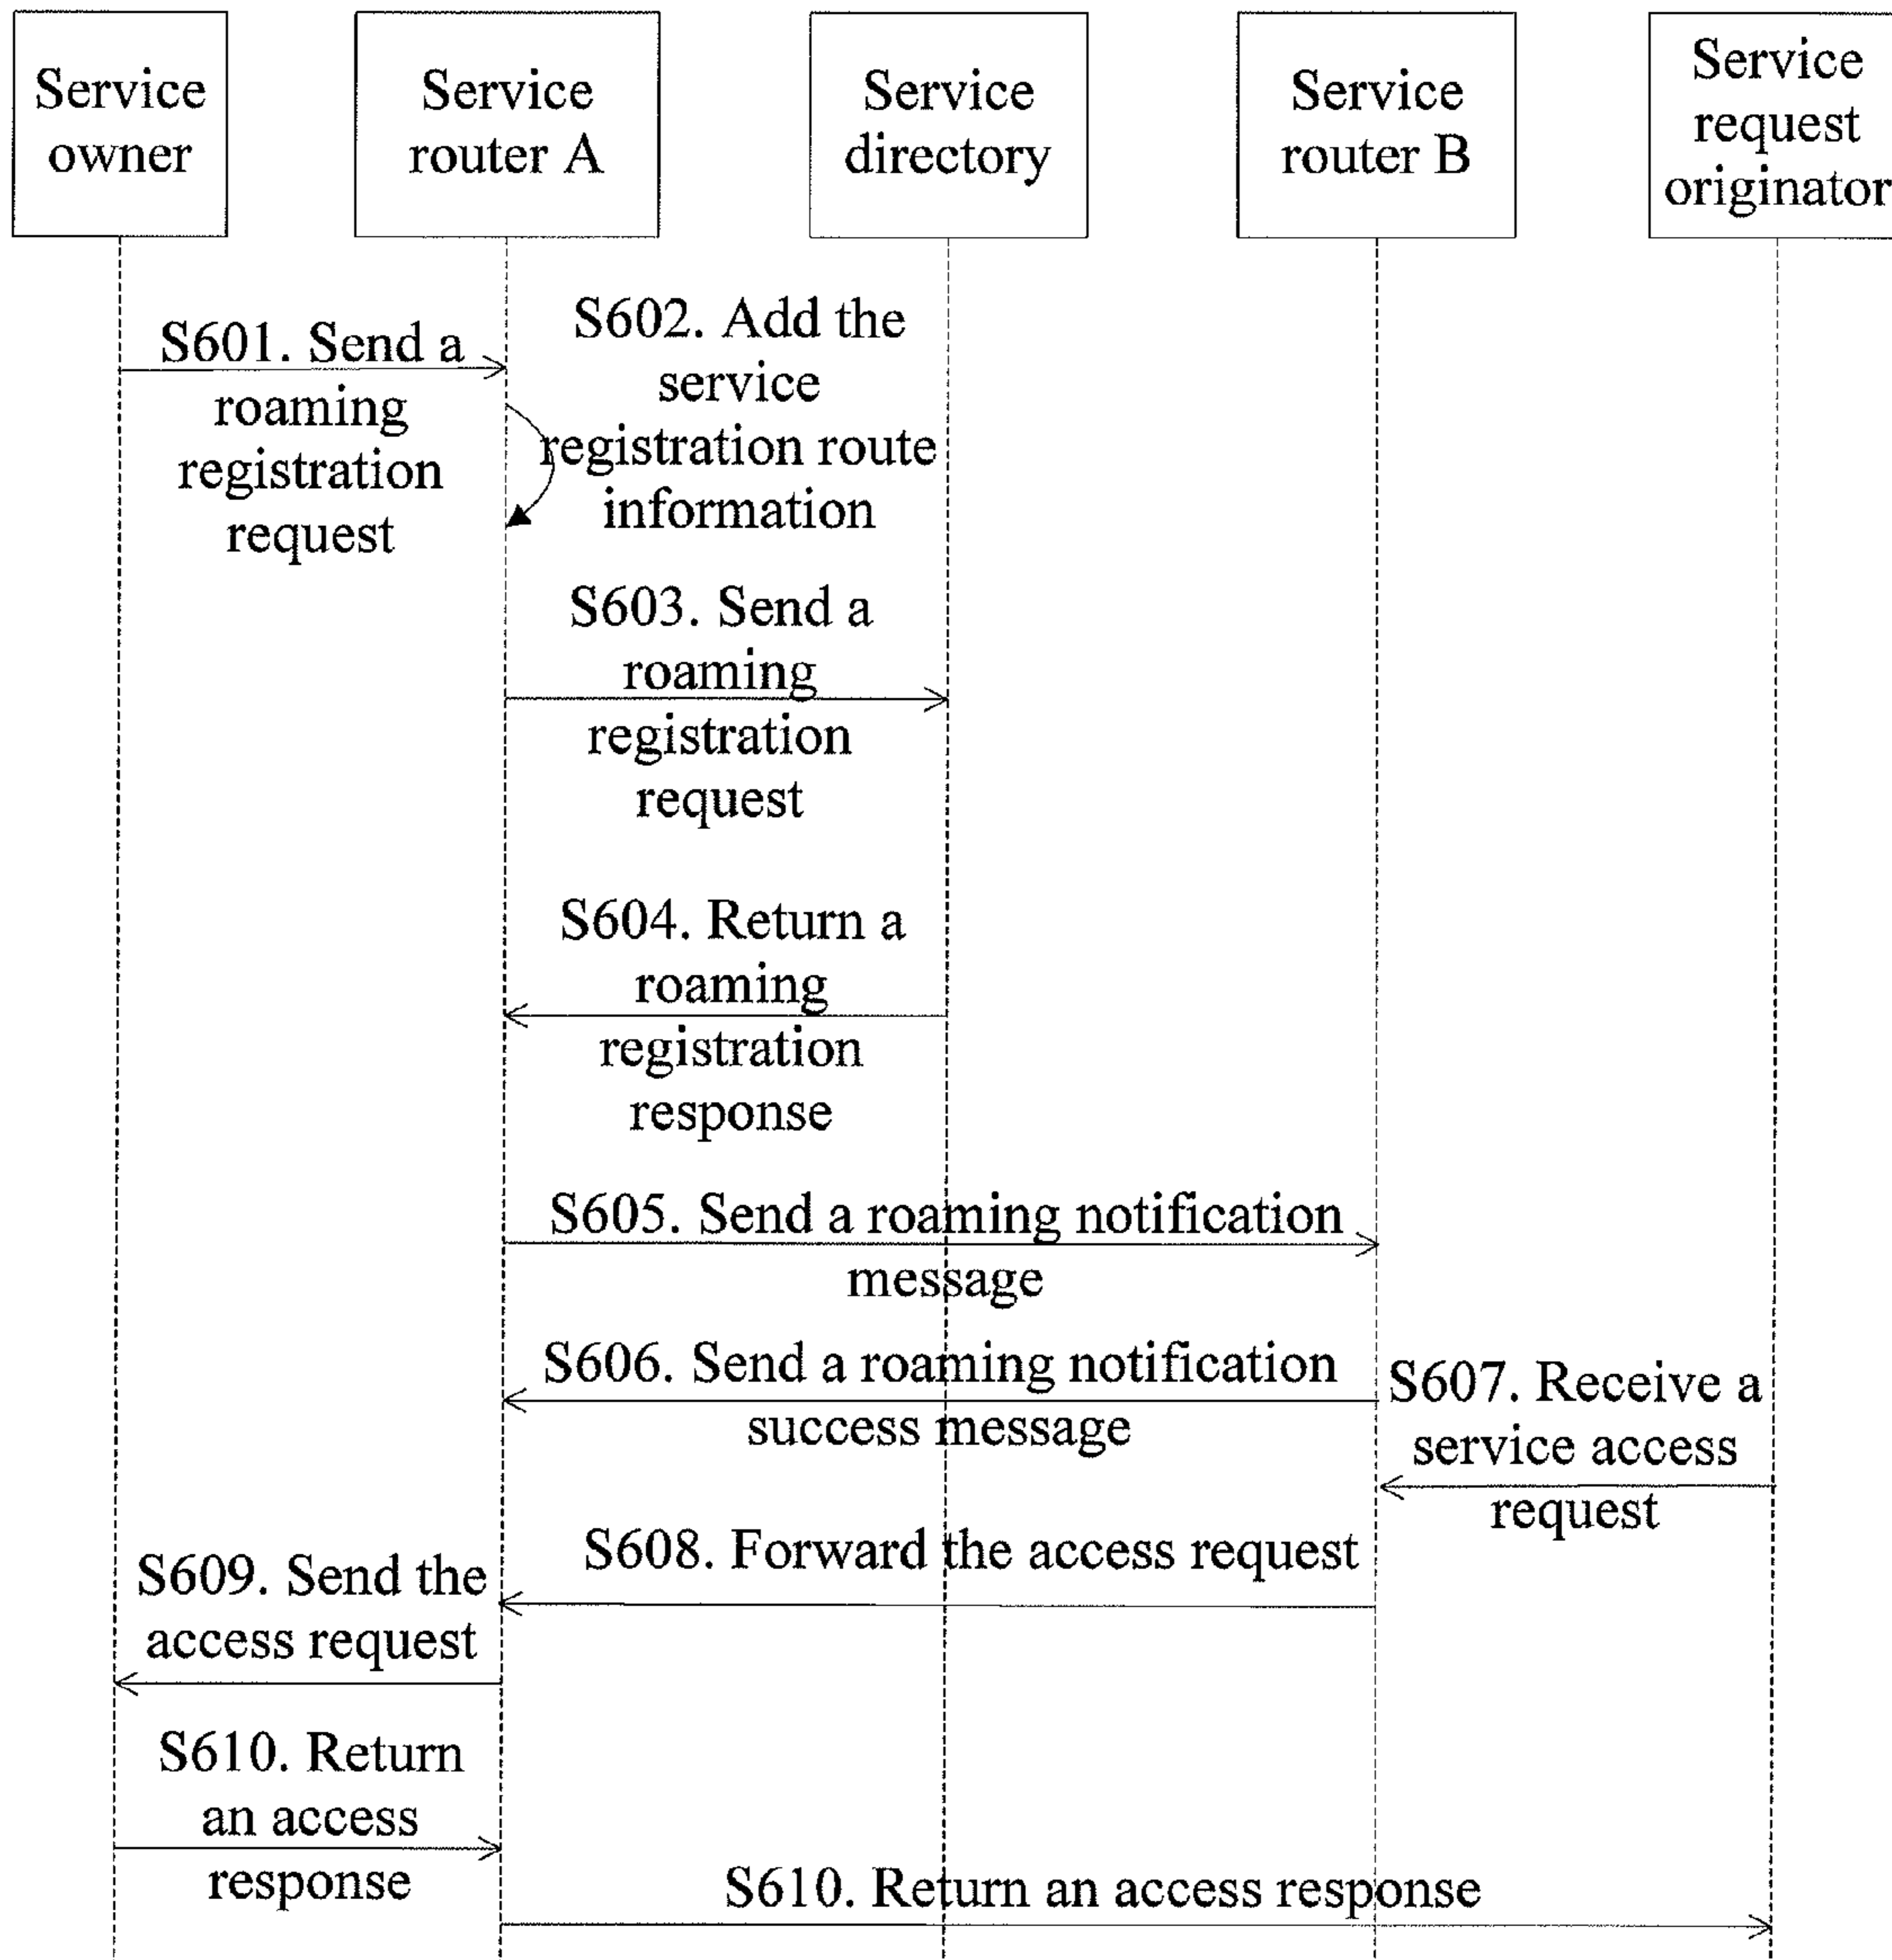 Service
owner
Service
router A
Service
directory
Service
router B
Service
request
originator
S601. Send a
roaming
registration
request
S602. Add the
service
registration route
information
S603. Send a
roaming
registration
request
S604. Return a
roaming
registration
response
S605. Send a roaming notification
message
S606. Send a roaming notification
success message
S607. Receive a
service access
request
S608. Forward the access request
S609. Send the
access request
S610. Return
an access
response
S610. Return an access response